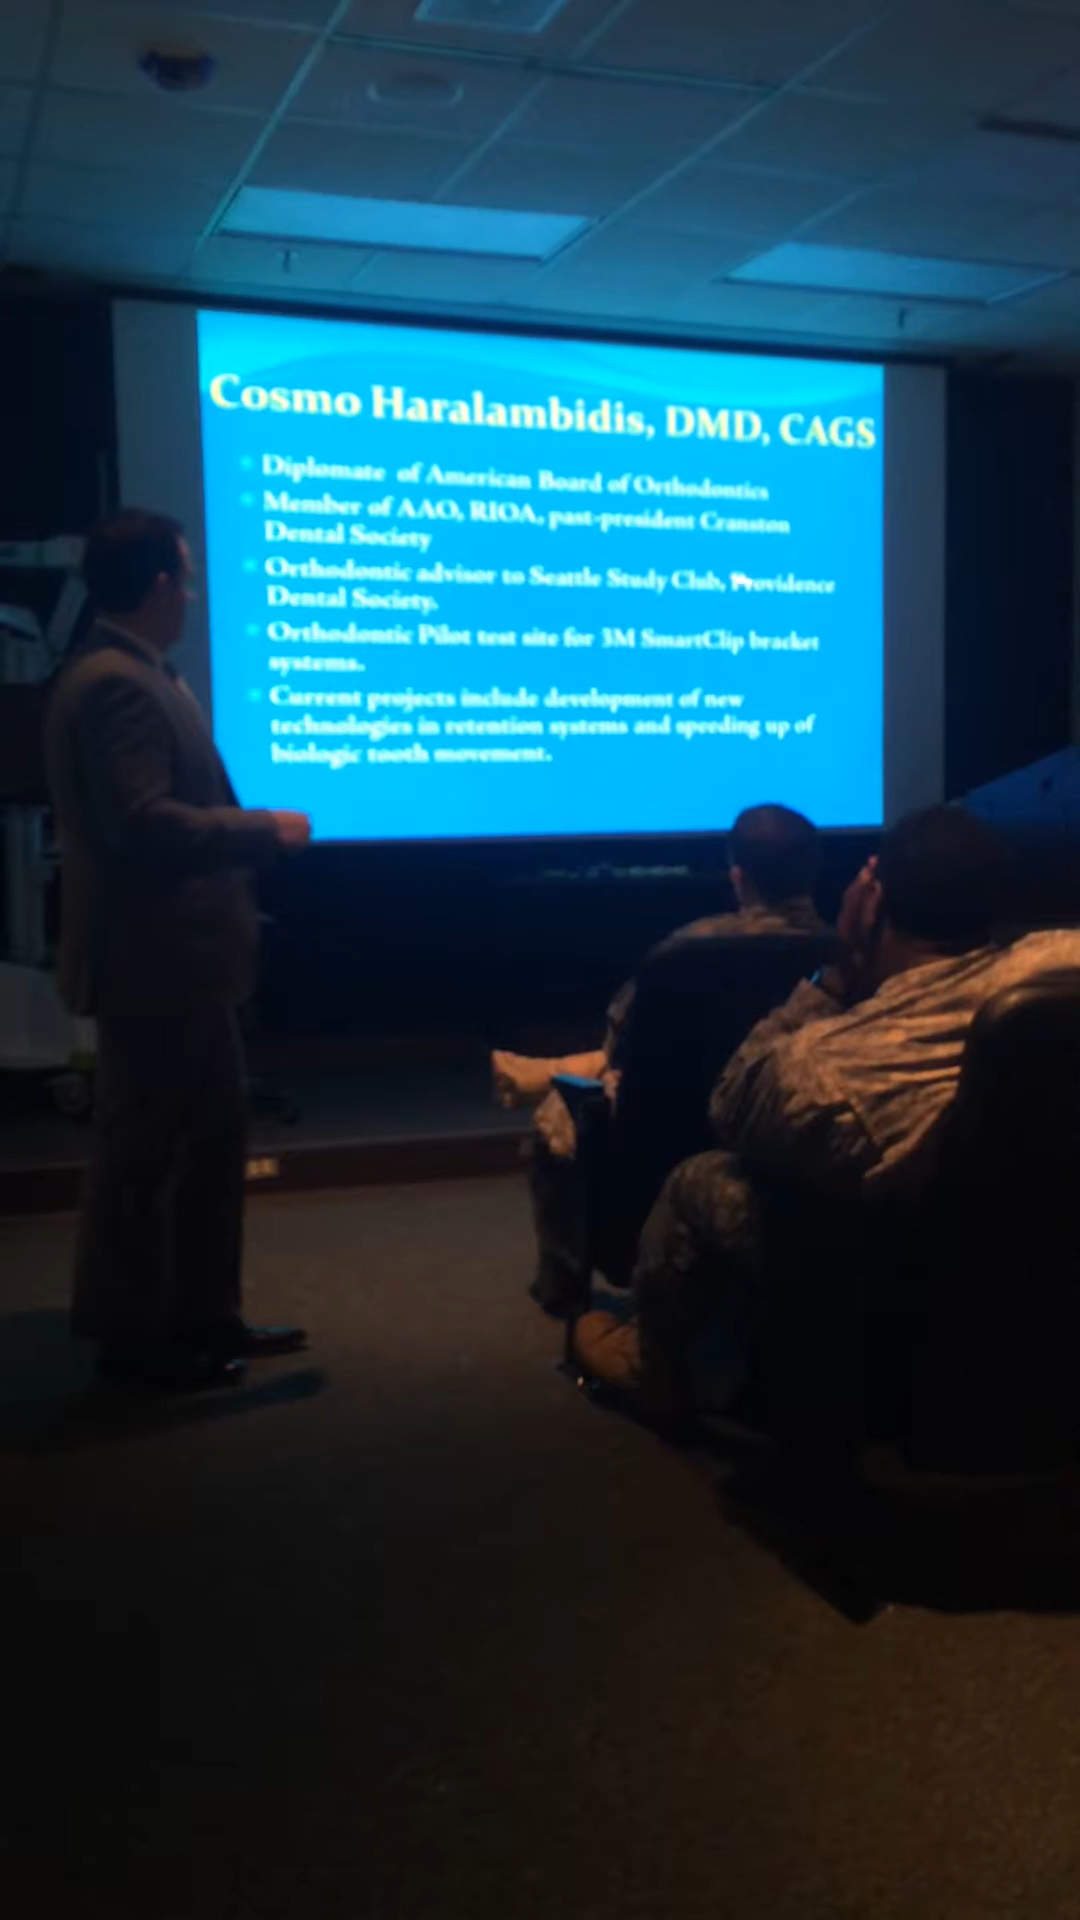 Cosmo Haralambidis, DMD, CAGS
Diplomate of American Board of Orthodontics
Member of AAO, RIOA, past-president Cranston
Dental Society
Orthodontic advisor to Seattle Study Club, Providence
Dental Society.
Orthodontic Pilot test site for 3M SmartClip bracket
systems.
Current projects include development of new
technologies in retention systems and speeding up of
biologic tooth movement.